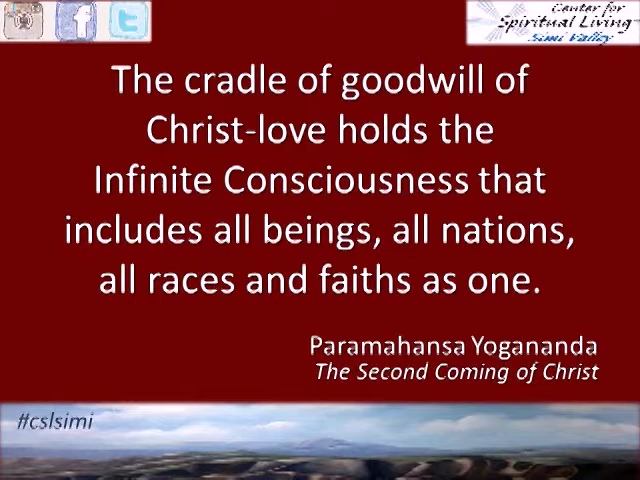 Center for
Spiritual Living
Simi Valley
The cradle of goodwill of
Christ-love holds the
Infinite Consciousness that
includes all beings, all nations,
all races and faiths as one.
Paramahansa Yogananda
The Second Coming of Christ
#cslsimi